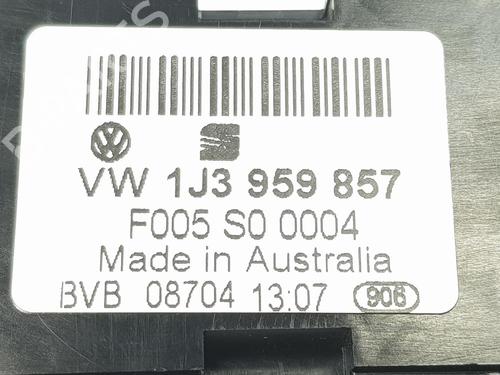 VW 1J3 959 857
F005 S0 0004
Made in Australia
BVB 08704 13:07 906